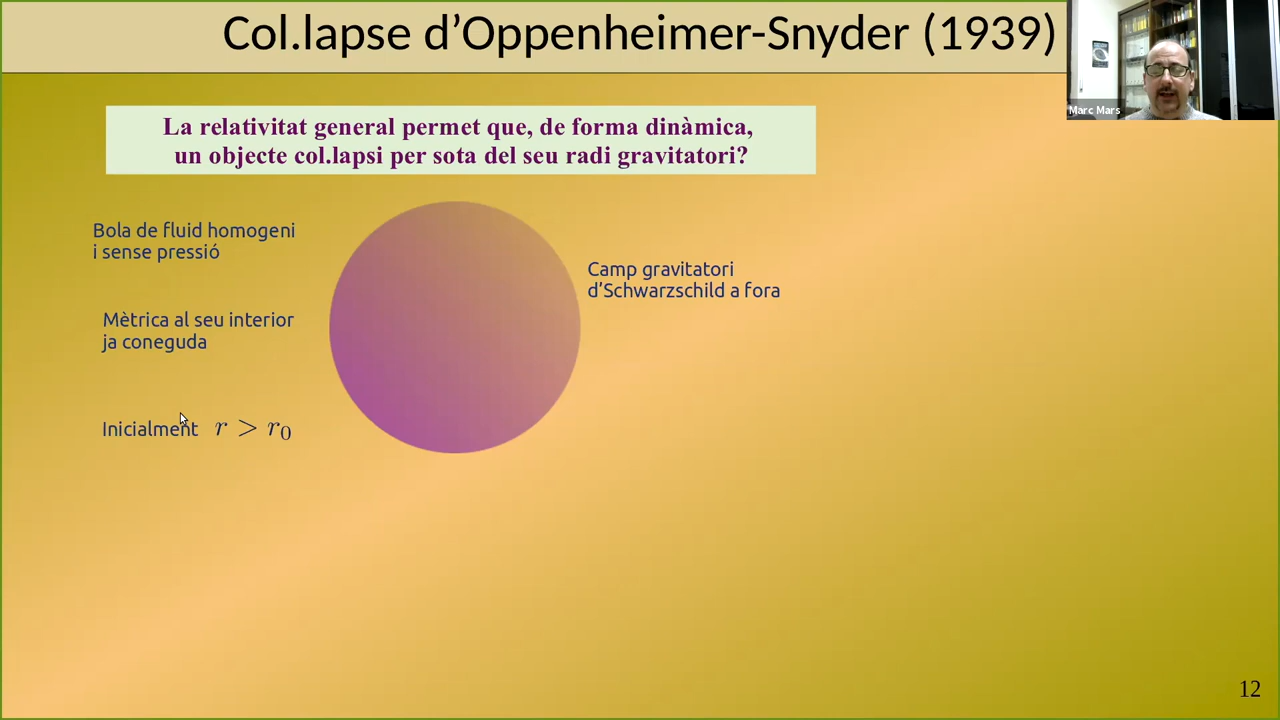 Col.lapse d’Oppenheimer-Snyder (1939)
Marc Mars
La relativitat general permet que, de forma dinàmica,
un objecte col.lapsi per sota del seu radi gravitatori?
Bola de fluid homogeni
i sense pressió
Camp gravitatori
d’Schwarzschild a fora
Mètrica al seu interior
ja coneguda
Inicialment r > r₀
12